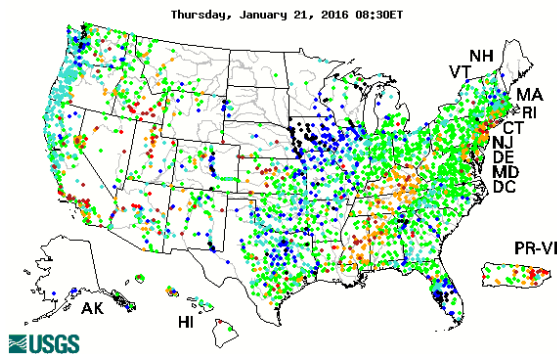 Thursday, January 21, 2016 08:30ET
NH
VT
MA
RI
CT
NJ
DE
MD
DC
PR-VI
AK
HI
USGS